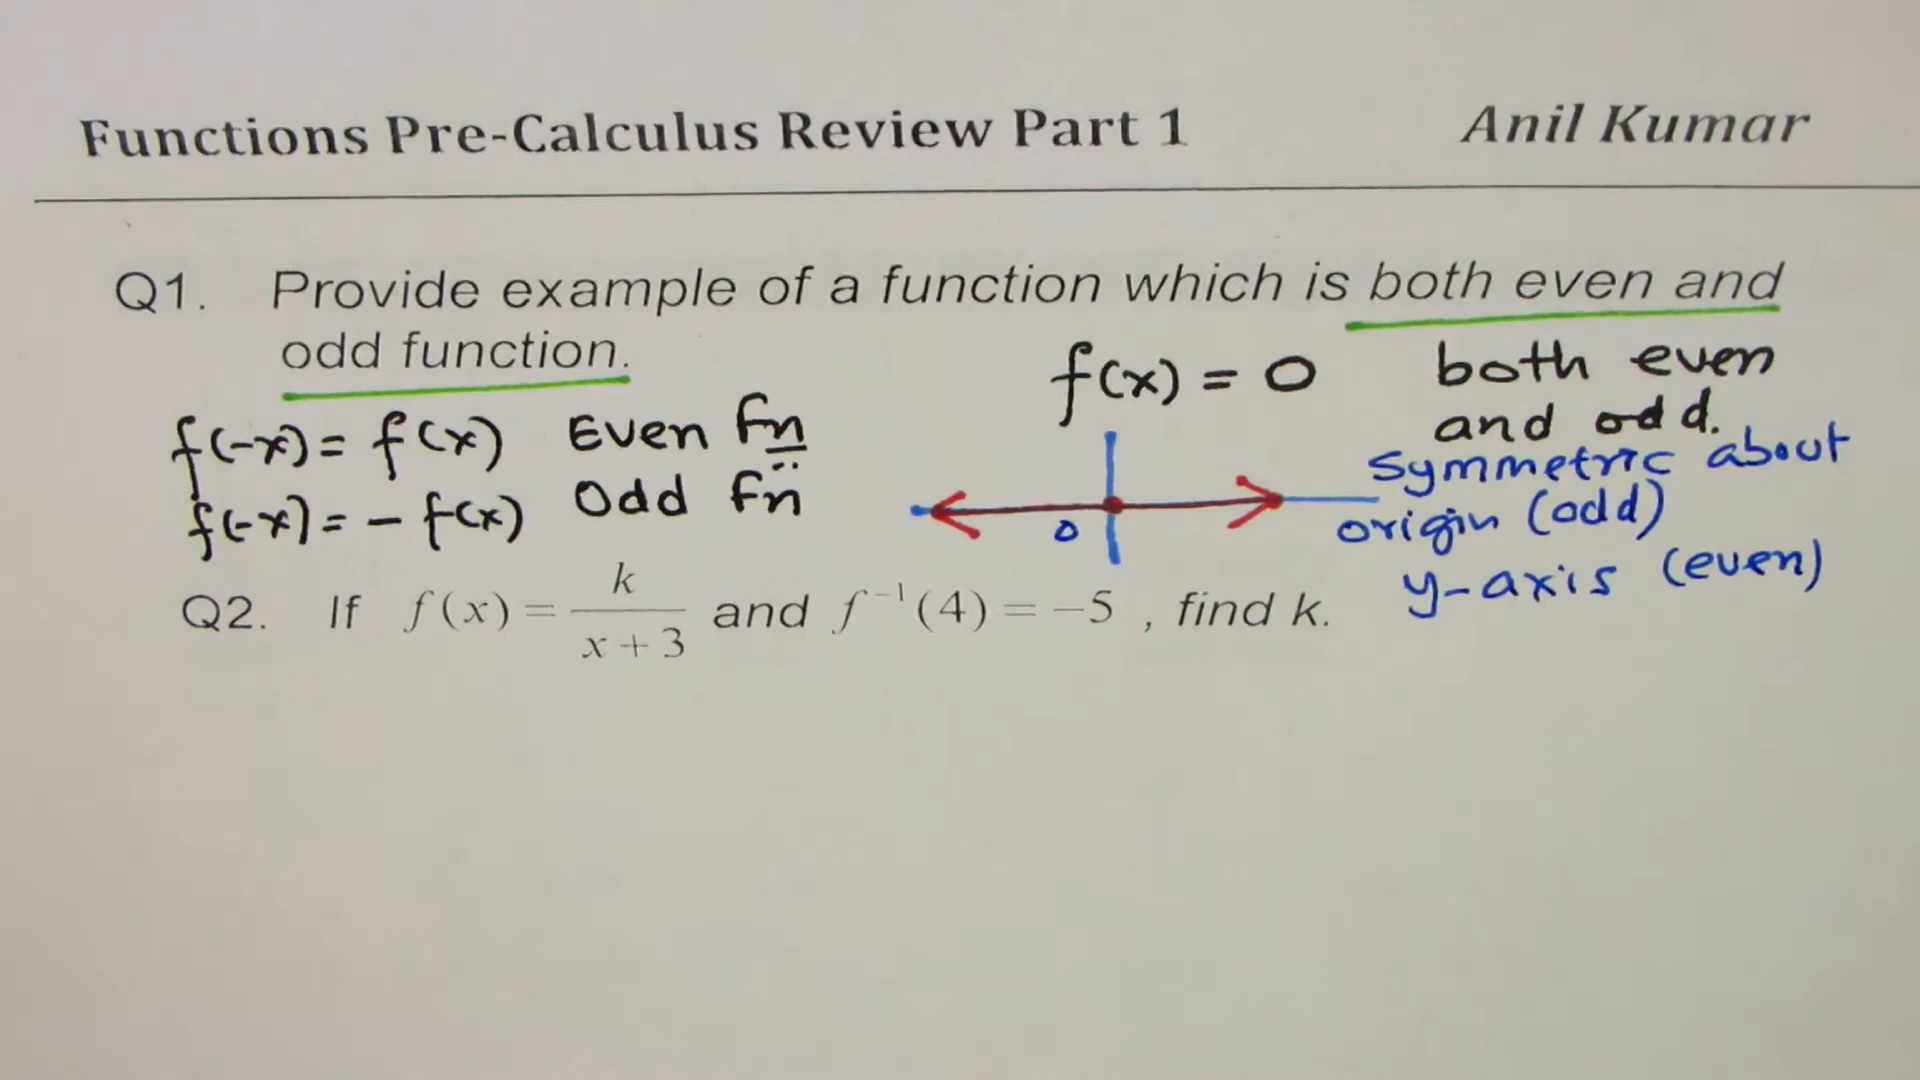 Functions Pre-Calculus Review Part 1 Anil Kumar
Q1. Provide example of a function which is both even and
odd function.
f(x) = 0 both even
and odd.
f(-x) = f(x) Even Fn
f(-x) = - f(x) Odd Fn
Symmetric about
origin (odd)
y-axis (even)
0
Q2. If f(x) = k/(x + 3) and f⁻¹(4) = −5 , find k.